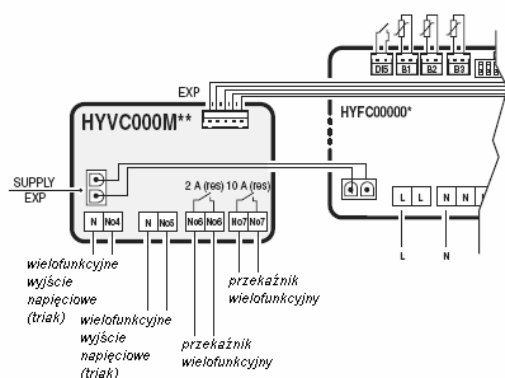 DI5 B1 B2 B3
EXP
HYVC000M**
HYFC00000*
2 A (res) 10 A (res)
SUPPLY
EXP
N No4 N No5 No6 No6 No7 No7
L L N N
L N
wielofunkcyjne
wyjście
napięciowe
(triak)
wielofunkcyjne
wyjście
napięciowe
(triak)
przekaźnik
wielofunkcyjny
przekaźnik
wielofunkcyjny